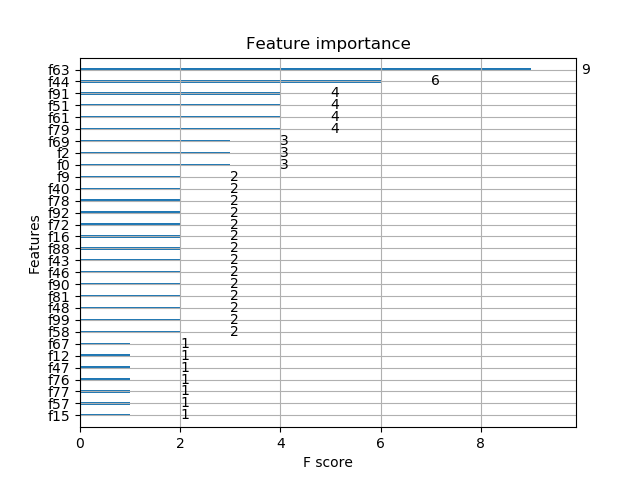 Feature importance
f63 9
f44 6
f91 4
f51 4
f61 4
f79 4
f69 3
f2 3
f0 3
f9 2
f40 2
f78 2
f92 2
f72 2
f16 2
f88 2
f43 2
f46 2
f90 2
f81 2
f48 2
f99 2
f58 2
f67 1
f12 1
f47 1
f76 1
f77 1
f57 1
f15 1
Features
0 2 4 6 8
F score